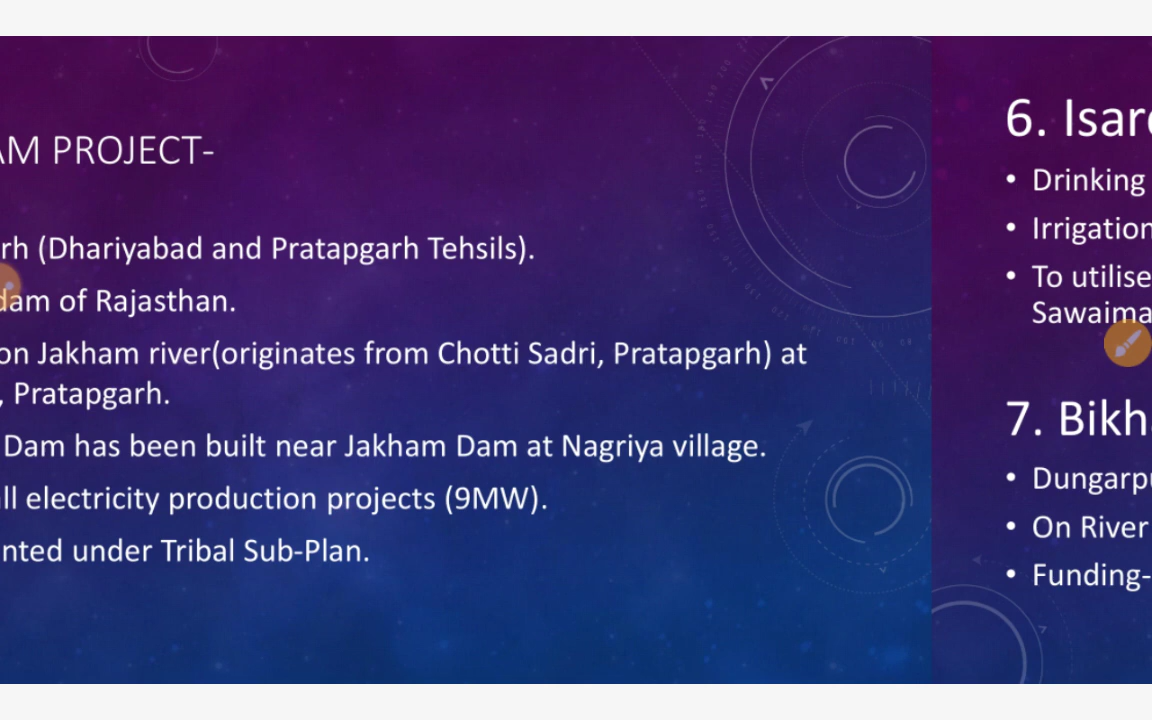 AM PROJECT-
rh (Dhariyabad and Pratapgarh Tehsils).
dam of Rajasthan.
on Jakham river(originates from Chotti Sadri, Pratapgarh) at
, Pratapgarh.
Dam has been built near Jakham Dam at Nagriya village.
ll electricity production projects (9MW).
nted under Tribal Sub-Plan.
6. Isar
• Drinking
• Irrigation
• To utilise
Sawaima
7. Bikh
• Dungarp
• On River
• Funding-